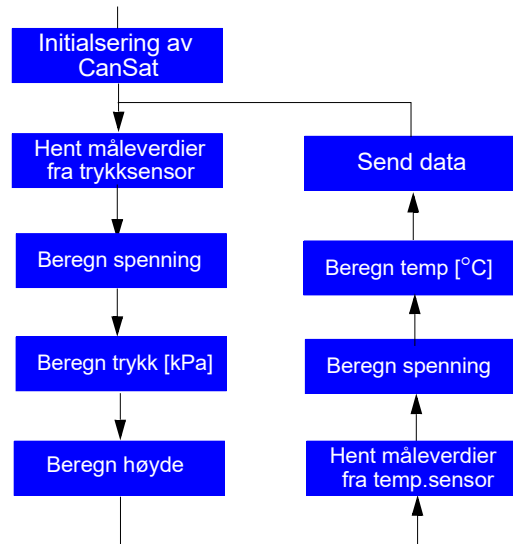 Initialsering av
CanSat
Hent måleverdier
fra trykksensor
Beregn spenning
Beregn trykk [kPa]
Beregn høyde
Hent måleverdier
fra temp.sensor
Beregn spenning
Beregn temp [°C]
Send data